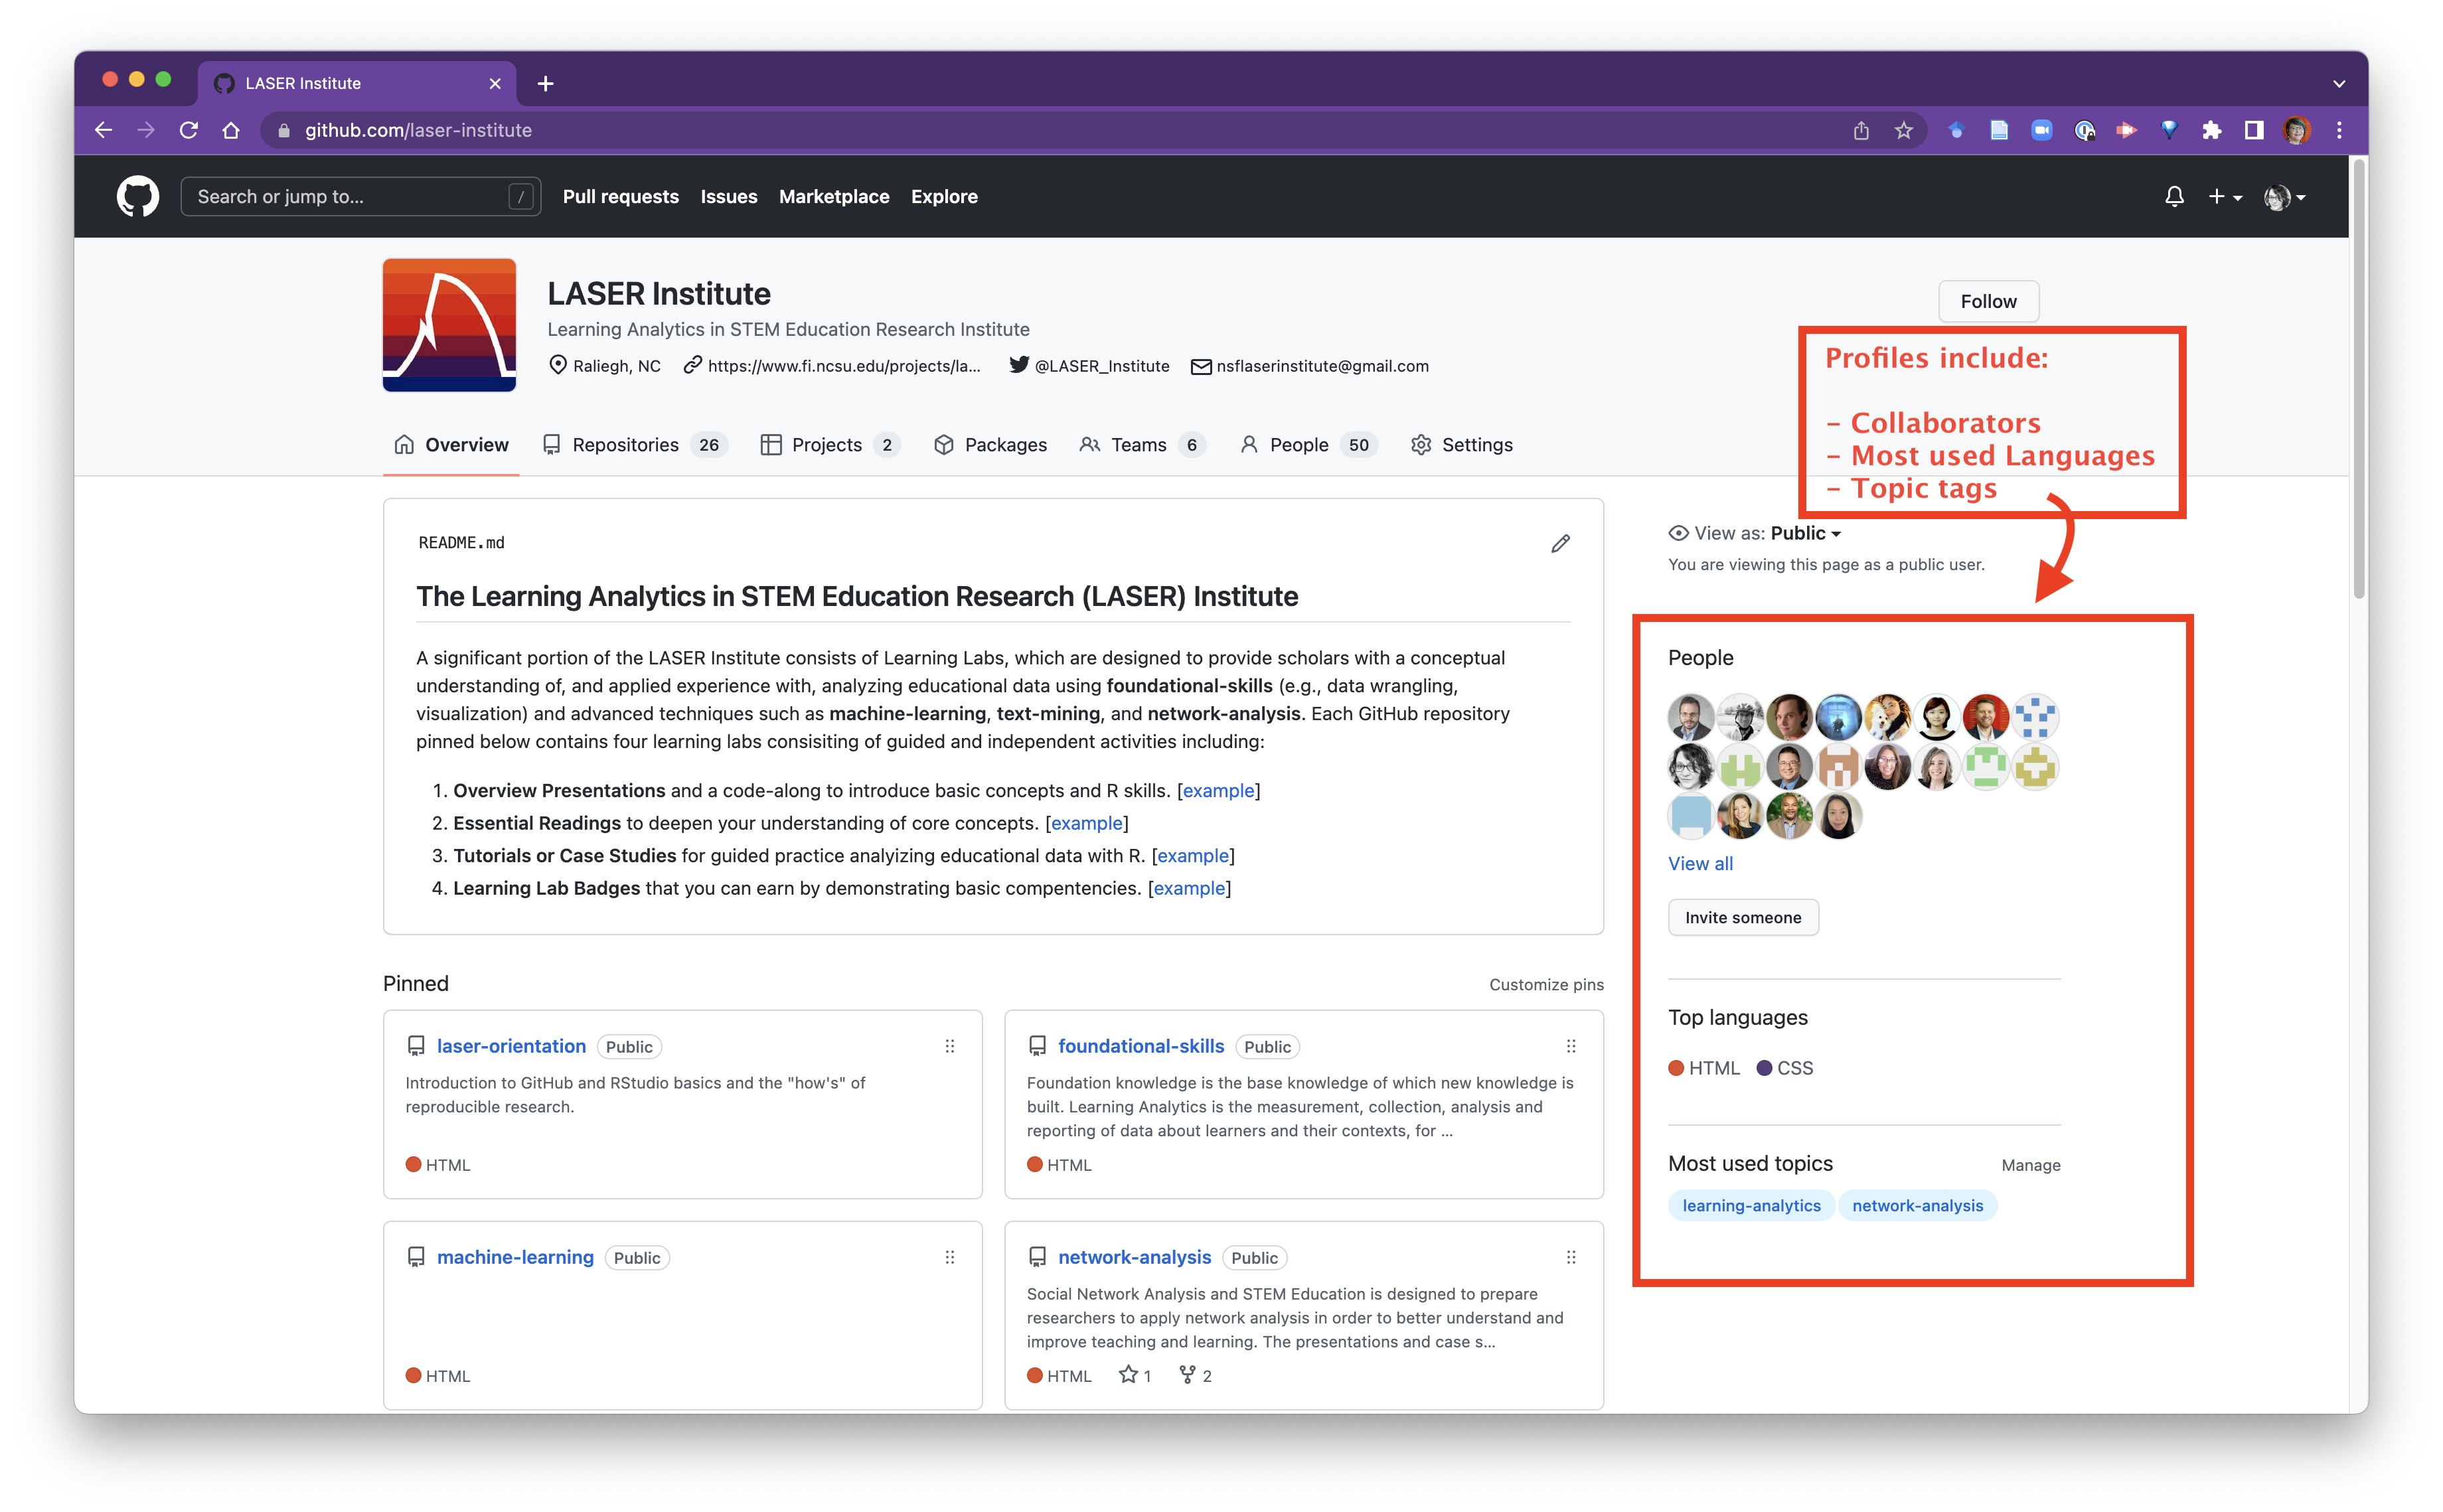 LASER Institute
github.com/laser-institute
Search or jump to... /
Pull requests Issues Marketplace Explore
LASER Institute
Learning Analytics in STEM Education Research Institute
Raliegh, NC https://www.fi.ncsu.edu/projects/la... @LASER_Institute nsflaserinstitute@gmail.com
Follow
Profiles include:
- Collaborators
- Most used Languages
- Topic tags
Overview Repositories 26 Projects 2 Packages Teams 6 People 50 Settings
README.md
The Learning Analytics in STEM Education Research (LASER) Institute
A significant portion of the LASER Institute consists of Learning Labs, which are designed to provide scholars with a conceptual
understanding of, and applied experience with, analyzing educational data using foundational-skills (e.g., data wrangling,
visualization) and advanced techniques such as machine-learning, text-mining, and network-analysis. Each GitHub repository
pinned below contains four learning labs consisiting of guided and independent activities including:
1. Overview Presentations and a code-along to introduce basic concepts and R skills. [example]
2. Essential Readings to deepen your understanding of core concepts. [example]
3. Tutorials or Case Studies for guided practice analyizing educational data with R. [example]
4. Learning Lab Badges that you can earn by demonstrating basic compentencies. [example]
View as: Public
You are viewing this page as a public user.
People
View all
Invite someone
Top languages
HTML CSS
Most used topics Manage
learning-analytics network-analysis
Pinned Customize pins
laser-orientation Public
Introduction to GitHub and RStudio basics and the "how's" of
reproducible research.
HTML
foundational-skills Public
Foundation knowledge is the base knowledge of which new knowledge is
built. Learning Analytics is the measurement, collection, analysis and
reporting of data about learners and their contexts, for ...
HTML
machine-learning Public
HTML
network-analysis Public
Social Network Analysis and STEM Education is designed to prepare
researchers to apply network analysis in order to better understand and
improve teaching and learning. The presentations and case s...
HTML 1 2